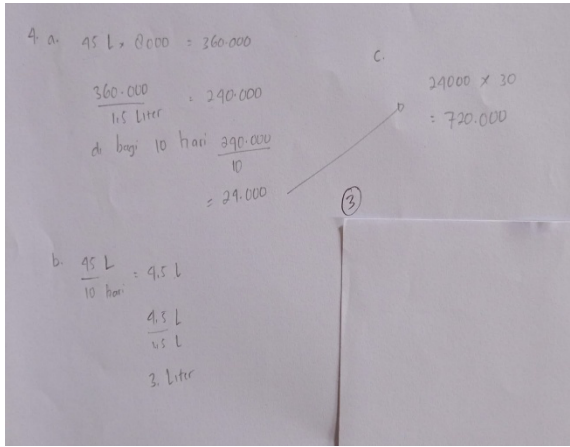 4. a. 45 L × 8000 = 360.000
360.000 / 1,5 Liter = 240.000
di bagi 10 hari 240.000 / 10
= 24.000
b. 45 L / 10 hari = 4,5 L
4,5 L / 1,5 L
3. Liter
c.
24000 × 30
= 720.000
3